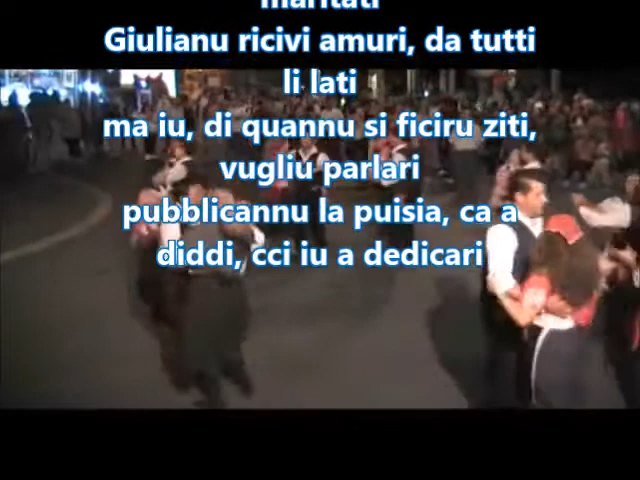 maritati
Giulianu ricivi amuri, da tutti
li lati
ma iu, di quannu si ficiru ziti,
vugliu parlari
pubblicannu la puisia, ca a
diddi, cci iu a dedicari